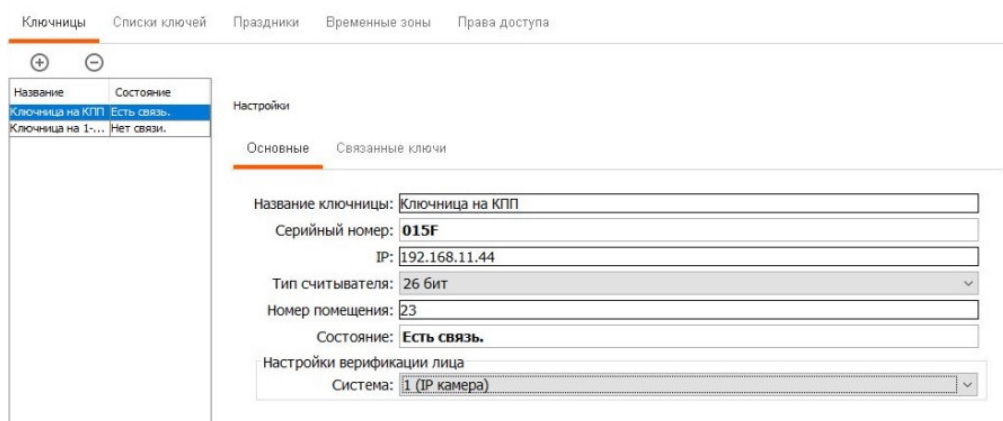 Ключницы Списки ключей Праздники Временные зоны Права доступа
Название Состояние
Ключница на КПП Есть связь.
Ключница на 1-... Нет связи.
Настройки
Основные Связанные ключи
Название ключницы: Ключница на КПП
Серийный номер: 015F
IP: 192.168.11.44
Тип считывателя: 26 бит
Номер помещения: 23
Состояние: Есть связь.
Настройки верификации лица
Система: 1 (IP камера)